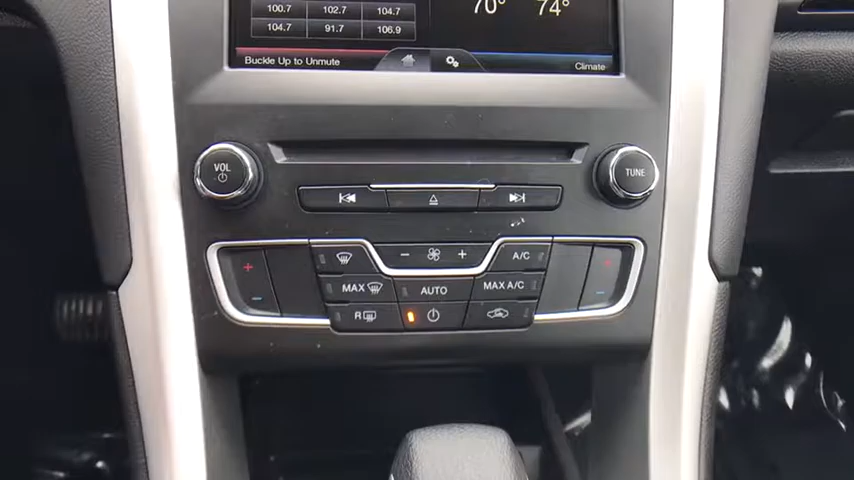 100.7 102.7 104.7
70° 74°
104.7 91.7 106.9
Buckle Up to Unmute
Climate
VOL
TUNE
A/C
MAX
AUTO
MAX A/C
R